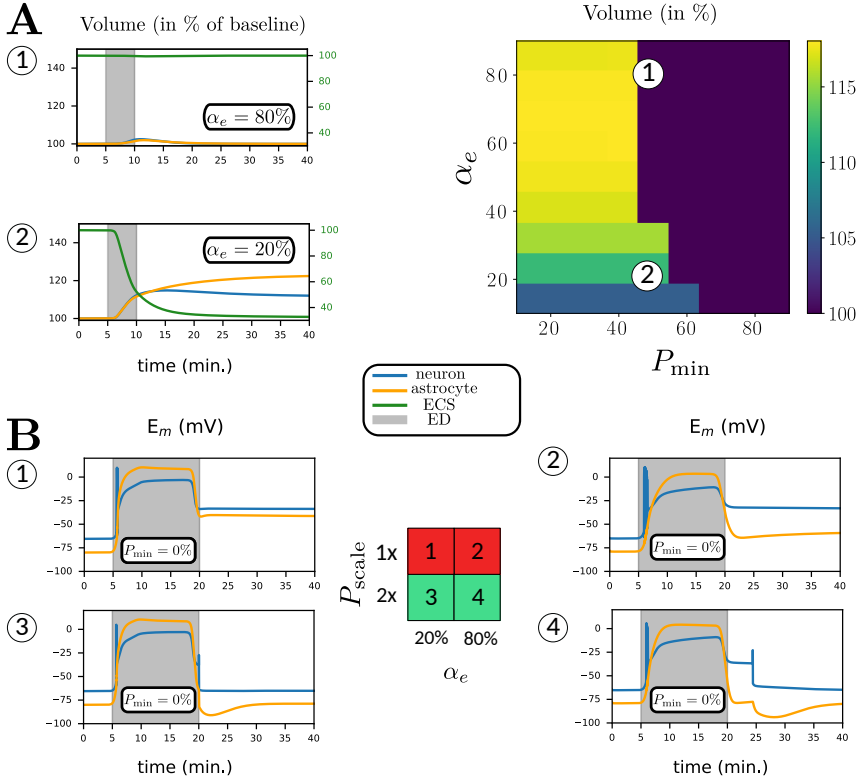 A
Volume (in % of baseline)
1
140
120
100
100
80
60
40
αe = 80%
0 5 10 15 20 25 30 35 40
2
140
120
100
100
80
60
40
αe = 20%
0 5 10 15 20 25 30 35 40
time (min.)
Volume (in %)
αe
80
60
40
20
1
2
20 40 60 80
Pmin
115
110
105
100
neuron
astrocyte
ECS
ED
B
Em (mV)
1
0
−25
−50
−75
−100
Pmin = 0%
0 5 10 15 20 25 30 35 40
3
0
−25
−50
−75
−100
Pmin = 0%
0 5 10 15 20 25 30 35 40
time (min.)
Pscale
1x
1 2
2x
3 4
20% 80%
αe
Em (mV)
2
0
−25
−50
−75
−100
Pmin = 0%
0 5 10 15 20 25 30 35 40
4
0
−25
−50
−75
−100
Pmin = 0%
0 5 10 15 20 25 30 35 40
time (min.)